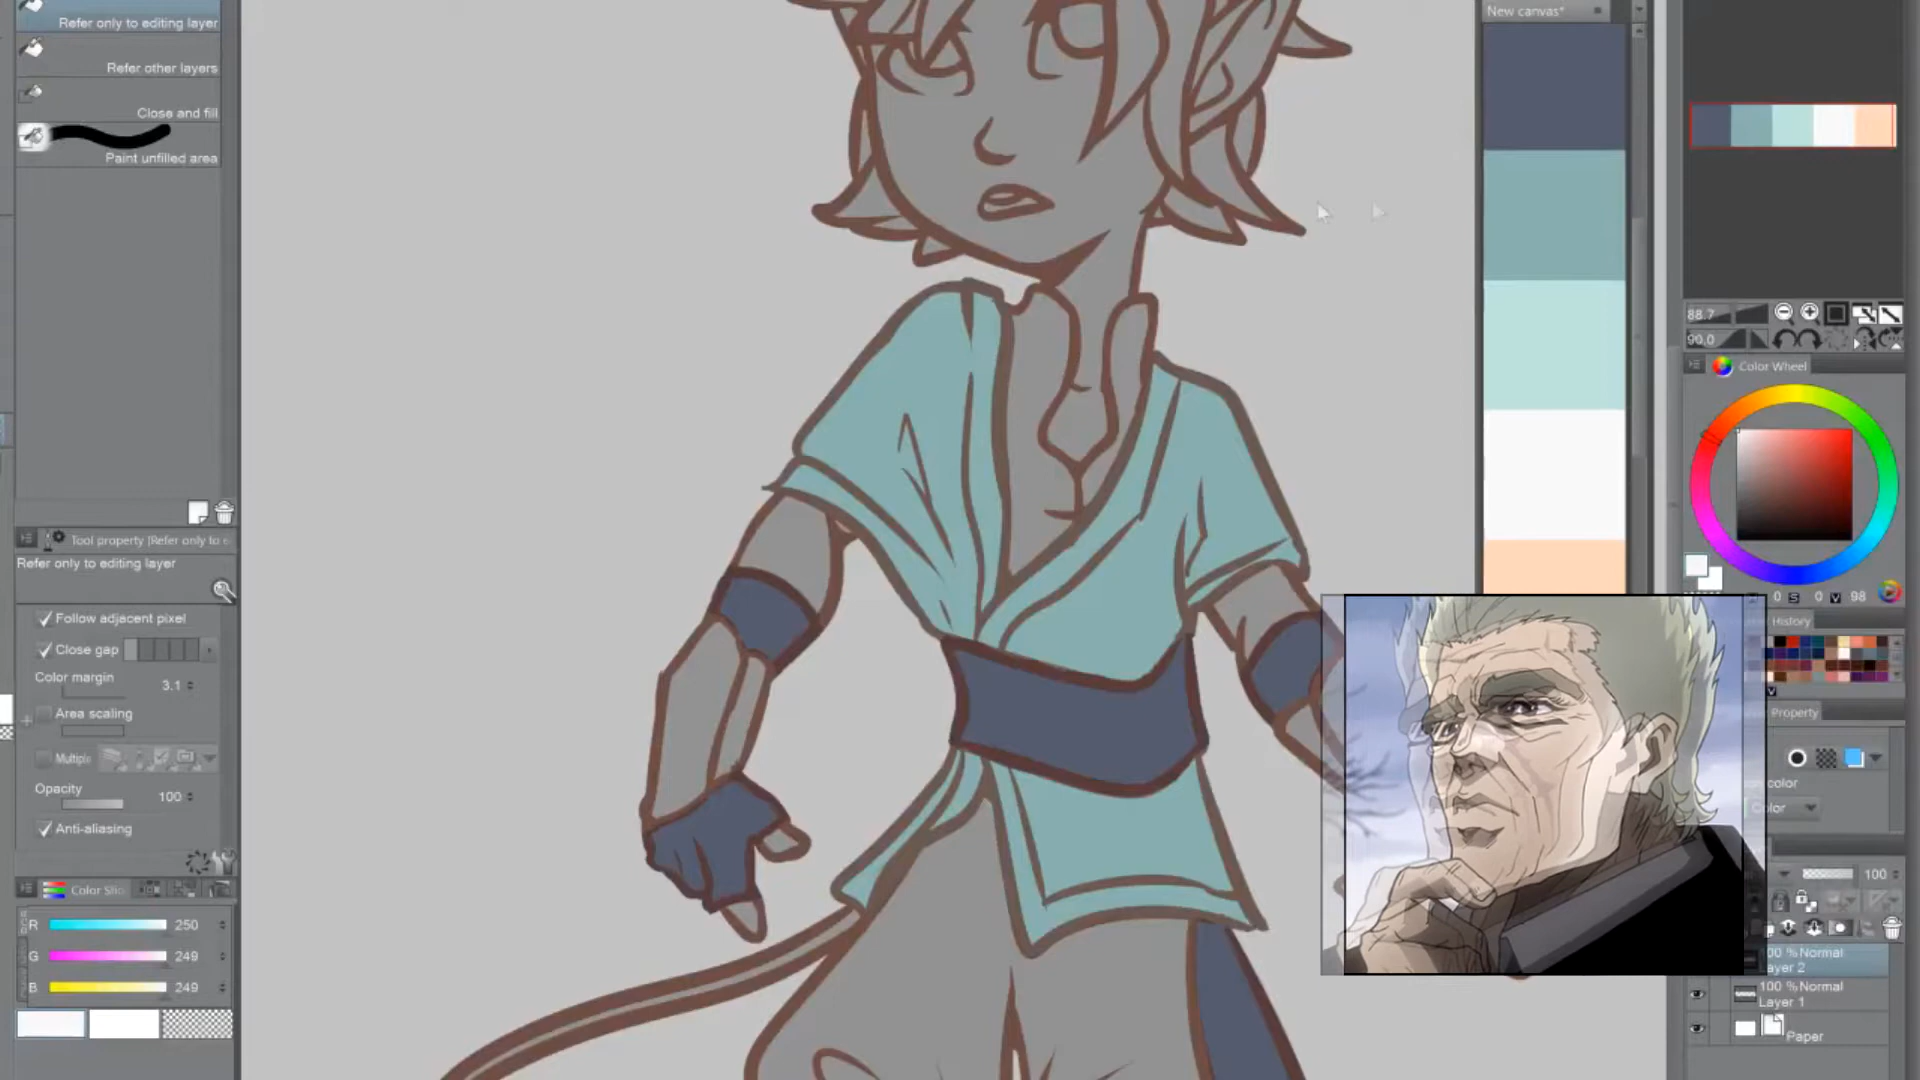 Refer only to editing layer
Refer other layers
Close and fill
Paint unfilled area
Tool property [Refer only to e
Refer only to editing layer
Follow adjacent pixel
Close gap
Color margin
3.1
Area scaling
Multiple
Opacity
100
Anti-aliasing
Color Slid
R 250
G 249
B 249
New canvas*
88.7
90.0
Color Wheel
0 S 0 V 98
History
Property
color
Color
100
100 % Normal
ayer 2
100 % Normal
Layer 1
Paper